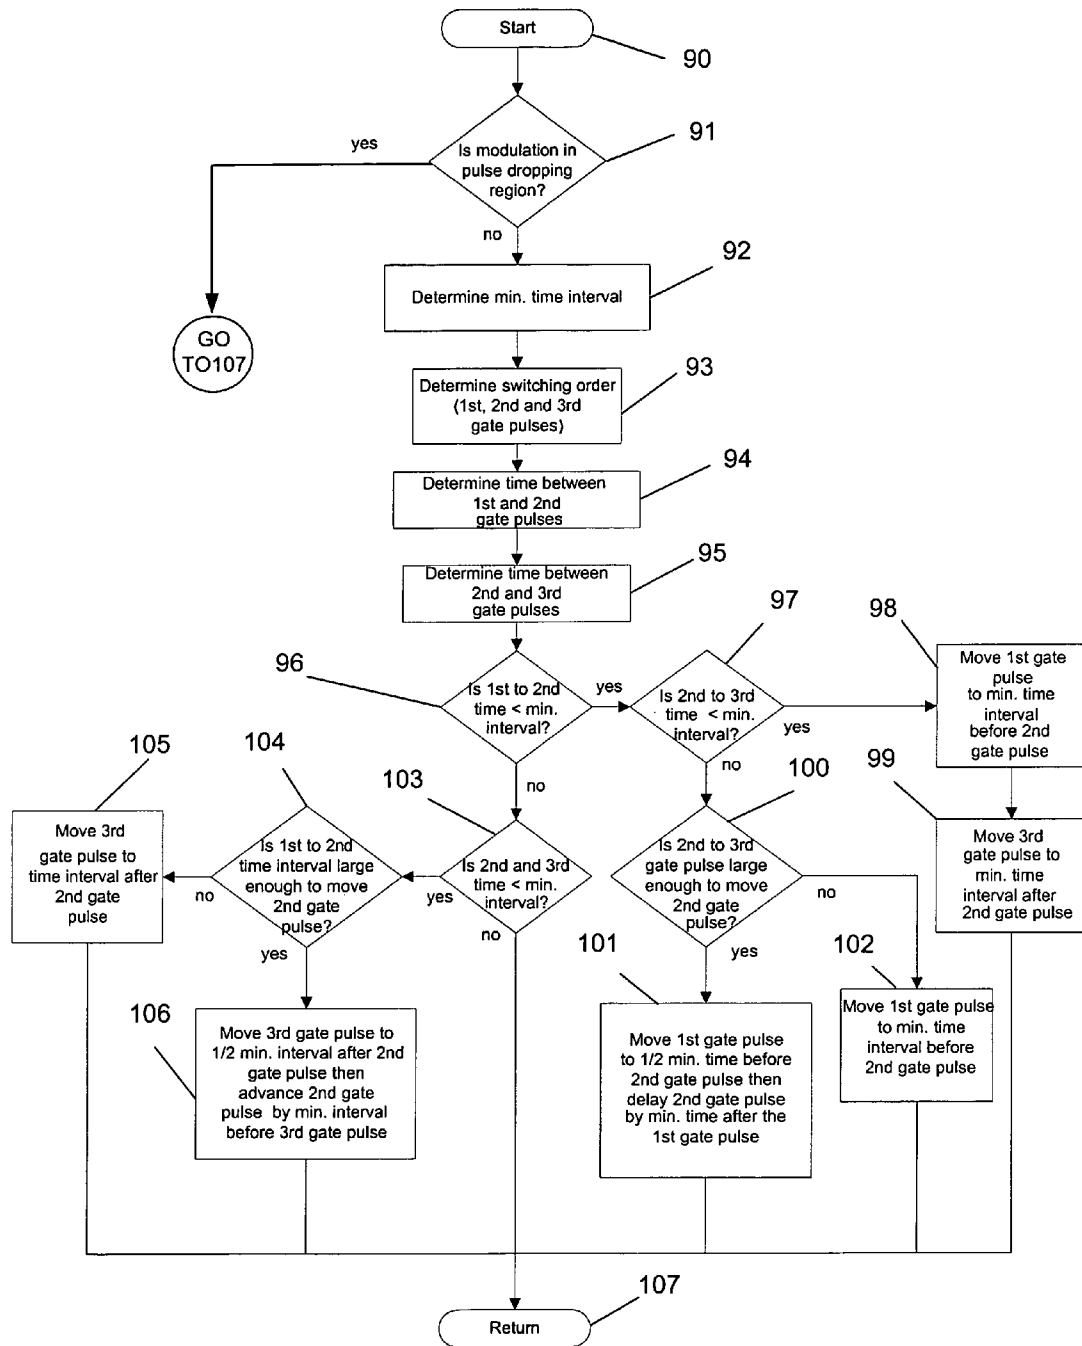 Start
90
91
yes
Is modulation in
pulse dropping
region?
no
92
Determine min. time interval
GO
TO107
93
Determine switching order
(1st, 2nd and 3rd
gate pulses)
94
Determine time between
1st and 2nd
gate pulses
95
Determine time between
2nd and 3rd
gate pulses
96
Is 1st to 2nd
time < min.
interval?
yes
no
97
Is 2nd to 3rd
time < min.
interval?
yes
no
98
Move 1st gate
pulse
to min. time
interval
before 2nd
gate pulse
99
Move 3rd
gate pulse to
min. time
interval after
2nd gate pulse
105
Move 3rd
gate pulse to
time interval after
2nd gate
pulse
104
Is 1st to 2nd
time interval large
enough to move
2nd gate
pulse?
no
yes
103
Is 2nd and 3rd
time < min.
interval?
yes
no
100
Is 2nd to 3rd
gate pulse large
enough to move
2nd gate
pulse?
no
yes
106
Move 3rd gate pulse to
1/2 min. interval after 2nd
gate pulse then
advance 2nd gate
pulse by min. interval
before 3rd gate pulse
101
Move 1st gate pulse
to 1/2 min. time before
2nd gate pulse then
delay 2nd gate pulse
by min. time after the
1st gate pulse
102
Move 1st gate pulse
to min. time
interval before
2nd gate pulse
107
Return